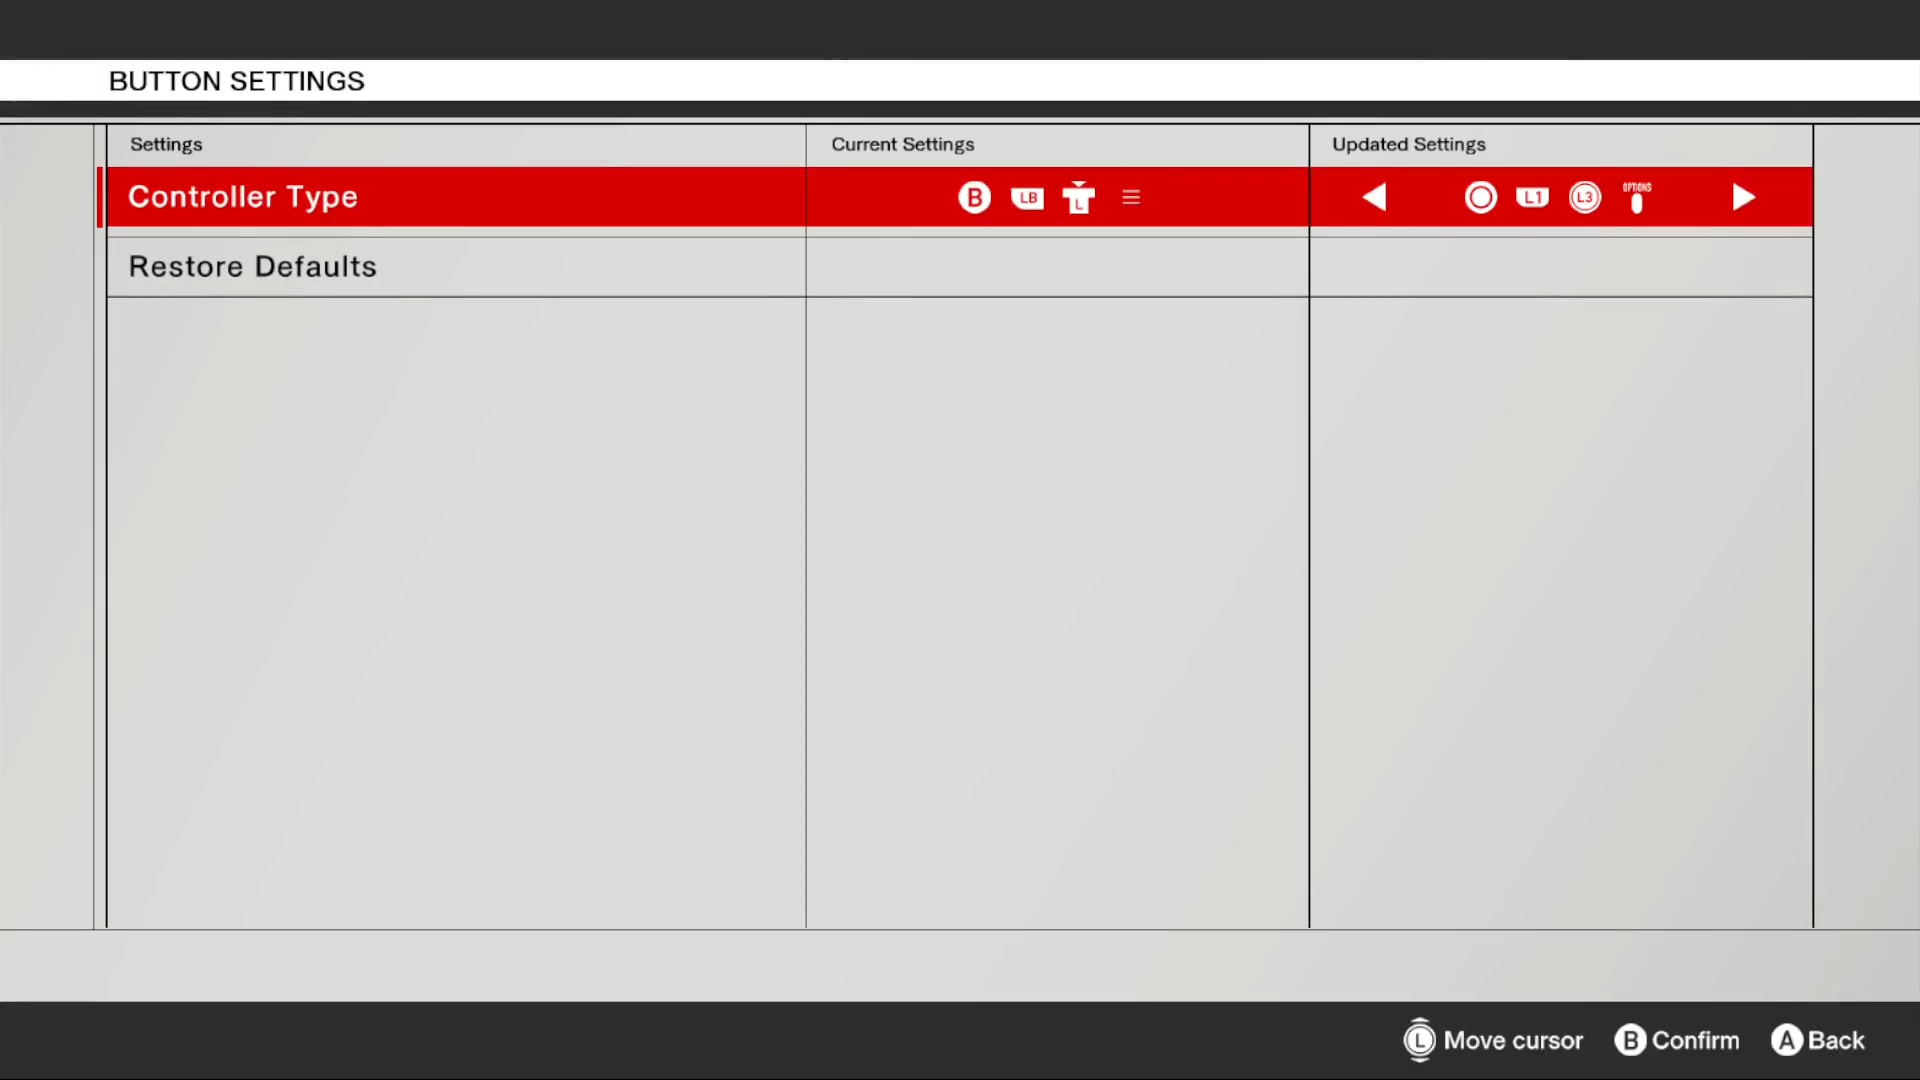 BUTTON SETTINGS
Settings Current Settings Updated Settings
Controller Type B LB L L1 L3 OPTIONS
Restore Defaults
L Move cursor B Confirm A Back